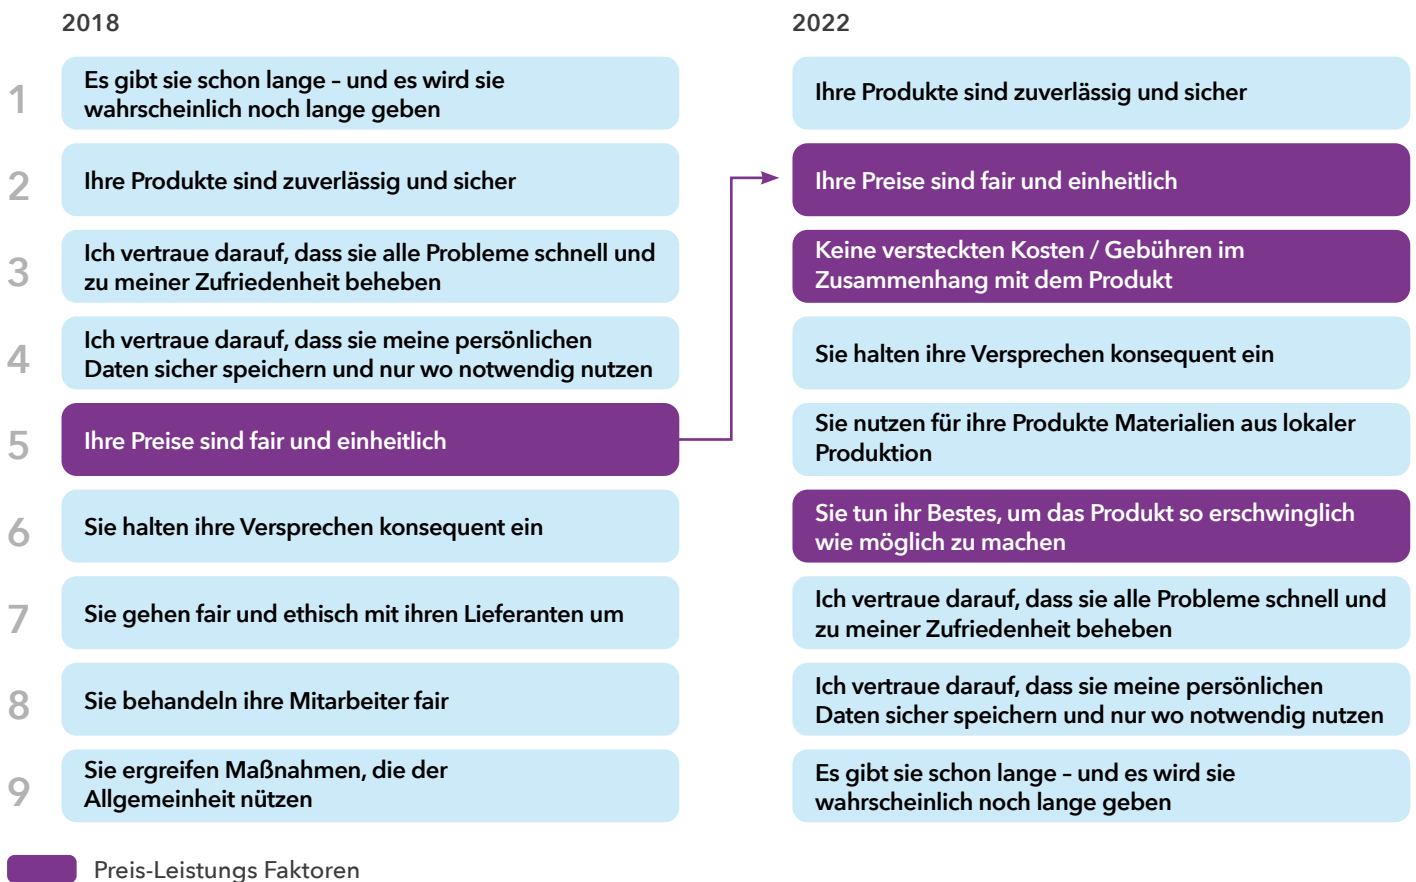 2018
2022
1
Es gibt sie schon lange – und es wird sie
wahrscheinlich noch lange geben
Ihre Produkte sind zuverlässig und sicher
2
Ihre Produkte sind zuverlässig und sicher
Ihre Preise sind fair und einheitlich
3
Ich vertraue darauf, dass sie alle Probleme schnell und
zu meiner Zufriedenheit beheben
Keine versteckten Kosten / Gebühren im
Zusammenhang mit dem Produkt
4
Ich vertraue darauf, dass sie meine persönlichen
Daten sicher speichern und nur wo notwendig nutzen
Sie halten ihre Versprechen konsequent ein
5
Ihre Preise sind fair und einheitlich
Sie nutzen für ihre Produkte Materialien aus lokaler
Produktion
6
Sie halten ihre Versprechen konsequent ein
Sie tun ihr Bestes, um das Produkt so erschwinglich
wie möglich zu machen
7
Sie gehen fair und ethisch mit ihren Lieferanten um
Ich vertraue darauf, dass sie alle Probleme schnell und
zu meiner Zufriedenheit beheben
8
Sie behandeln ihre Mitarbeiter fair
Ich vertraue darauf, dass sie meine persönlichen
Daten sicher speichern und nur wo notwendig nutzen
9
Sie ergreifen Maßnahmen, die der
Allgemeinheit nützen
Es gibt sie schon lange – und es wird sie
wahrscheinlich noch lange geben
Preis-Leistungs Faktoren